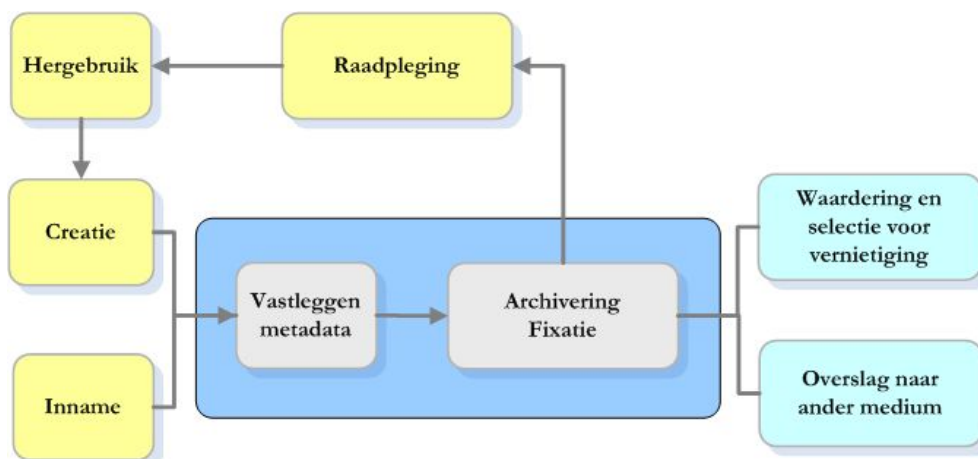 Hergebruik
Raadpleging
Creatie
Waardering en
selectie voor
vernietiging
Vastleggen
metadata
Archivering
Fixatie
Inname
Overslag naar
ander medium